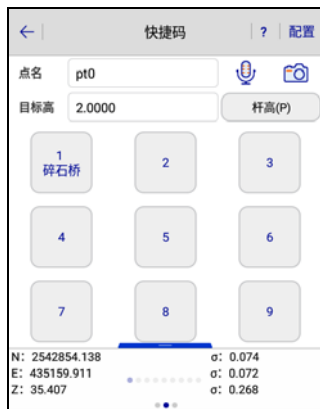 快捷码 ? 配置
点名 pt0
目标高 2.0000 杆高(P)
1 2 3
碎石桥
4 5 6
7 8 9
N: 2542854.138 σ: 0.074
E: 435159.911 σ: 0.072
Z: 35.407 σ: 0.268